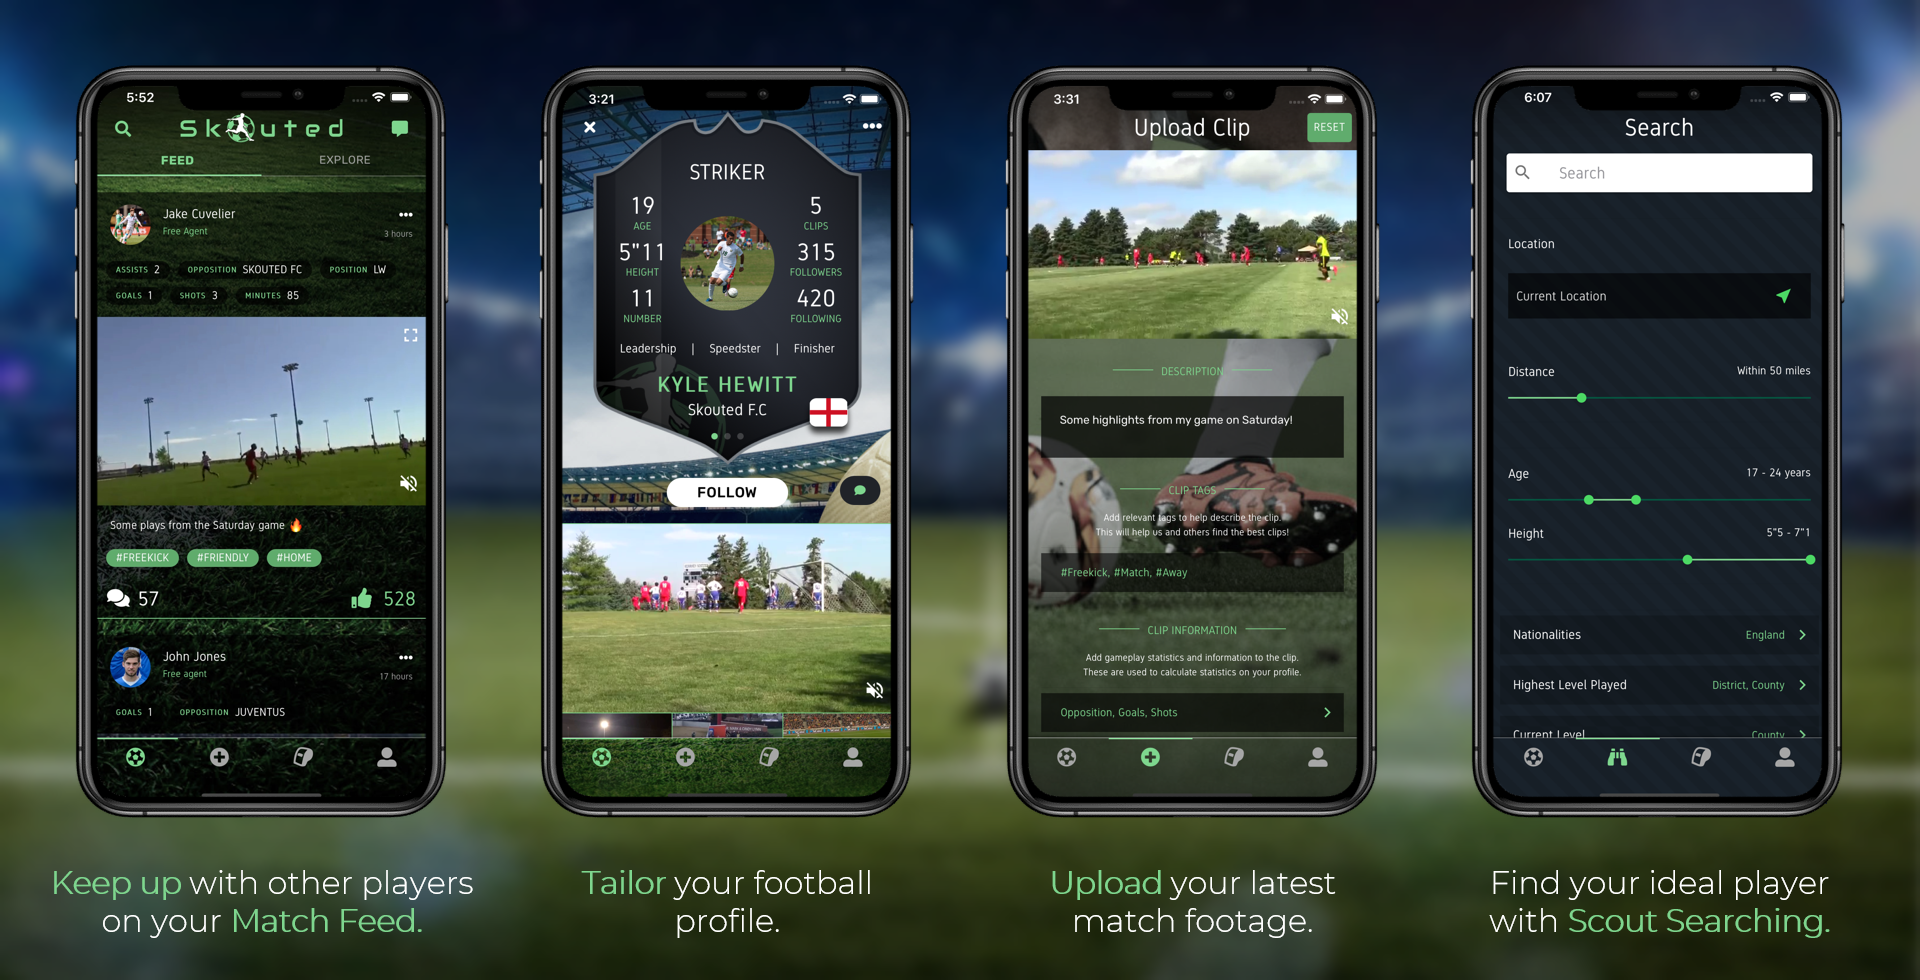 5:52
Skouted
FEED
EXPLORE
Jake Cuvelier
Free Agent
3 hours
ASSISTS 2
OPPOSITION SKOUTED FC
POSITION LW
GOALS 1
SHOTS 3
MINUTES 85
Some plays from the Saturday game 🔥
#FREEKICK
#FRIENDLY
#HOME
57
528
John Jones
Free agent
17 hours
GOALS 1
OPPOSITION JUVENTUS
Keep up with other players
on your Match Feed.
3:21
STRIKER
19
AGE
5"11
HEIGHT
11
NUMBER
5
CLIPS
315
FOLLOWERS
420
FOLLOWING
Leadership | Speedster | Finisher
KYLE HEWITT
Skouted F.C
FOLLOW
Tailor your football
profile.
3:31
Upload Clip
RESET
DESCRIPTION
Some highlights from my game on Saturday!
CLIP TAGS
Add relevant tags to help describe the clip.
This will help us and others find the best clips!
#Freekick, #Match, #Away
CLIP INFORMATION
Add gameplay statistics and information to the clip.
These are used to calculate statistics on your profile.
Opposition, Goals, Shots
Upload your latest
match footage.
6:07
Search
Search
Location
Current Location
Distance
Within 50 miles
Age
17 - 24 years
Height
5"5 - 7"1
Nationalities
England
Highest Level Played
District, County
Current Level
County
Find your ideal player
with Scout Searching.